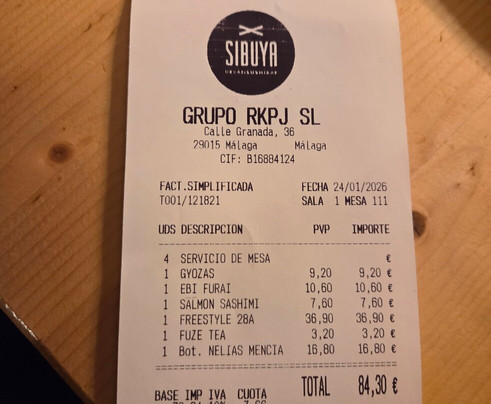 SIBUYA
URBANSUSHIBAR
GRUPO RKPJ SL
Calle Granada, 36
29015 Málaga Málaga
CIF: B16884124
FACT.SIMPLIFICADA FECHA 24/01/2026
T001/121821 SALA 1 MESA 111
UDS DESCRIPCION PVP IMPORTE
4 SERVICIO DE MESA €
1 GYOZAS 9,20 9,20 €
1 EBI FURAI 10,60 10,60 €
1 SALMON SASHIMI 7,60 7,60 €
1 FREESTYLE 28A 36,90 36,90 €
1 FUZE TEA 3,20 3,20 €
1 Bot. NELIAS MENCIA 16,80 16,80 €
BASE IMP IVA CUOTA TOTAL 84,30 €